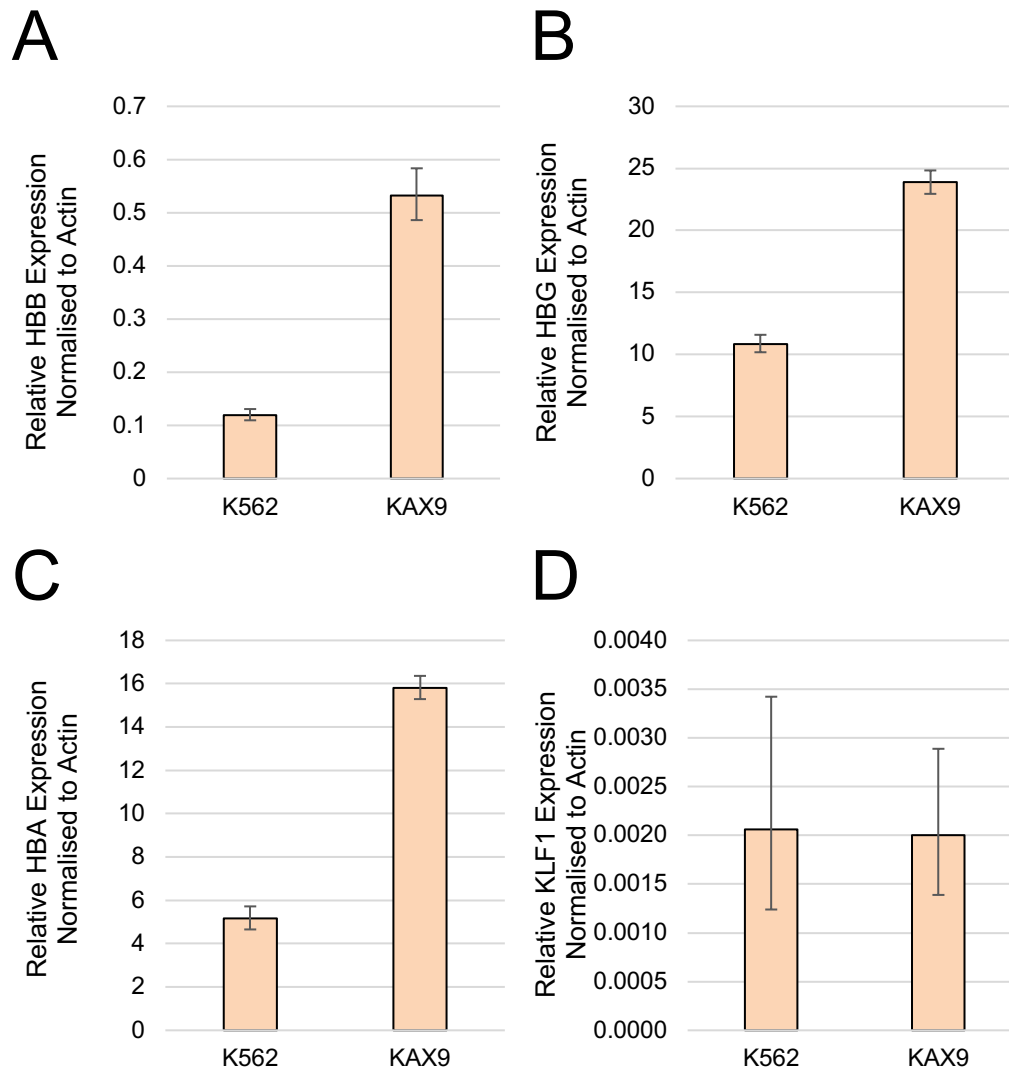 A
Relative HBB Expression
Normalised to Actin
0.7
0.6
0.5
0.4
0.3
0.2
0.1
0
K562
KAX9
B
Relative HBG Expression
Normalised to Actin
30
25
20
15
10
5
0
K562
KAX9
C
Relative HBA Expression
Normalised to Actin
18
16
14
12
10
8
6
4
2
0
K562
KAX9
D
Relative KLF1 Expression
Normalised to Actin
0.0040
0.0035
0.0030
0.0025
0.0020
0.0015
0.0010
0.0005
0.0000
K562
KAX9